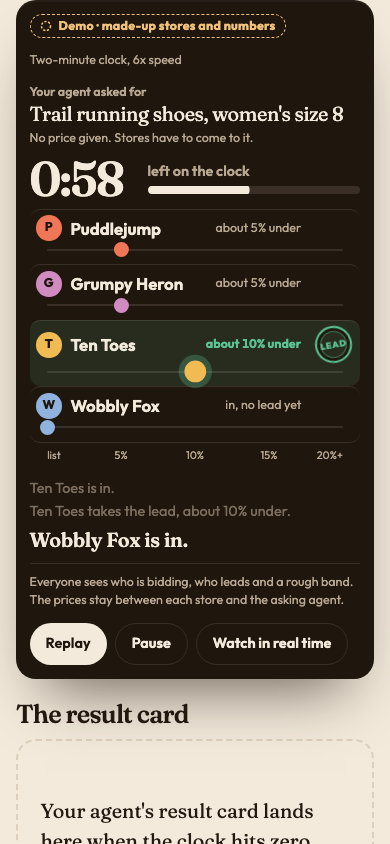 Demo · made-up stores and numbers
Two-minute clock, 6x speed
Your agent asked for
Trail running shoes, women's size 8
No price given. Stores have to come to it.
0:58 left on the clock
P Puddlejump about 5% under
G Grumpy Heron about 5% under
T Ten Toes about 10% under LEAD
W Wobbly Fox in, no lead yet
list 5% 10% 15% 20%+
Ten Toes is in.
Ten Toes takes the lead, about 10% under.
Wobbly Fox is in.
Everyone sees who is bidding, who leads and a rough band.
The prices stay between each store and the asking agent.
Replay Pause Watch in real time
The result card
Your agent's result card lands
here when the clock hits zero